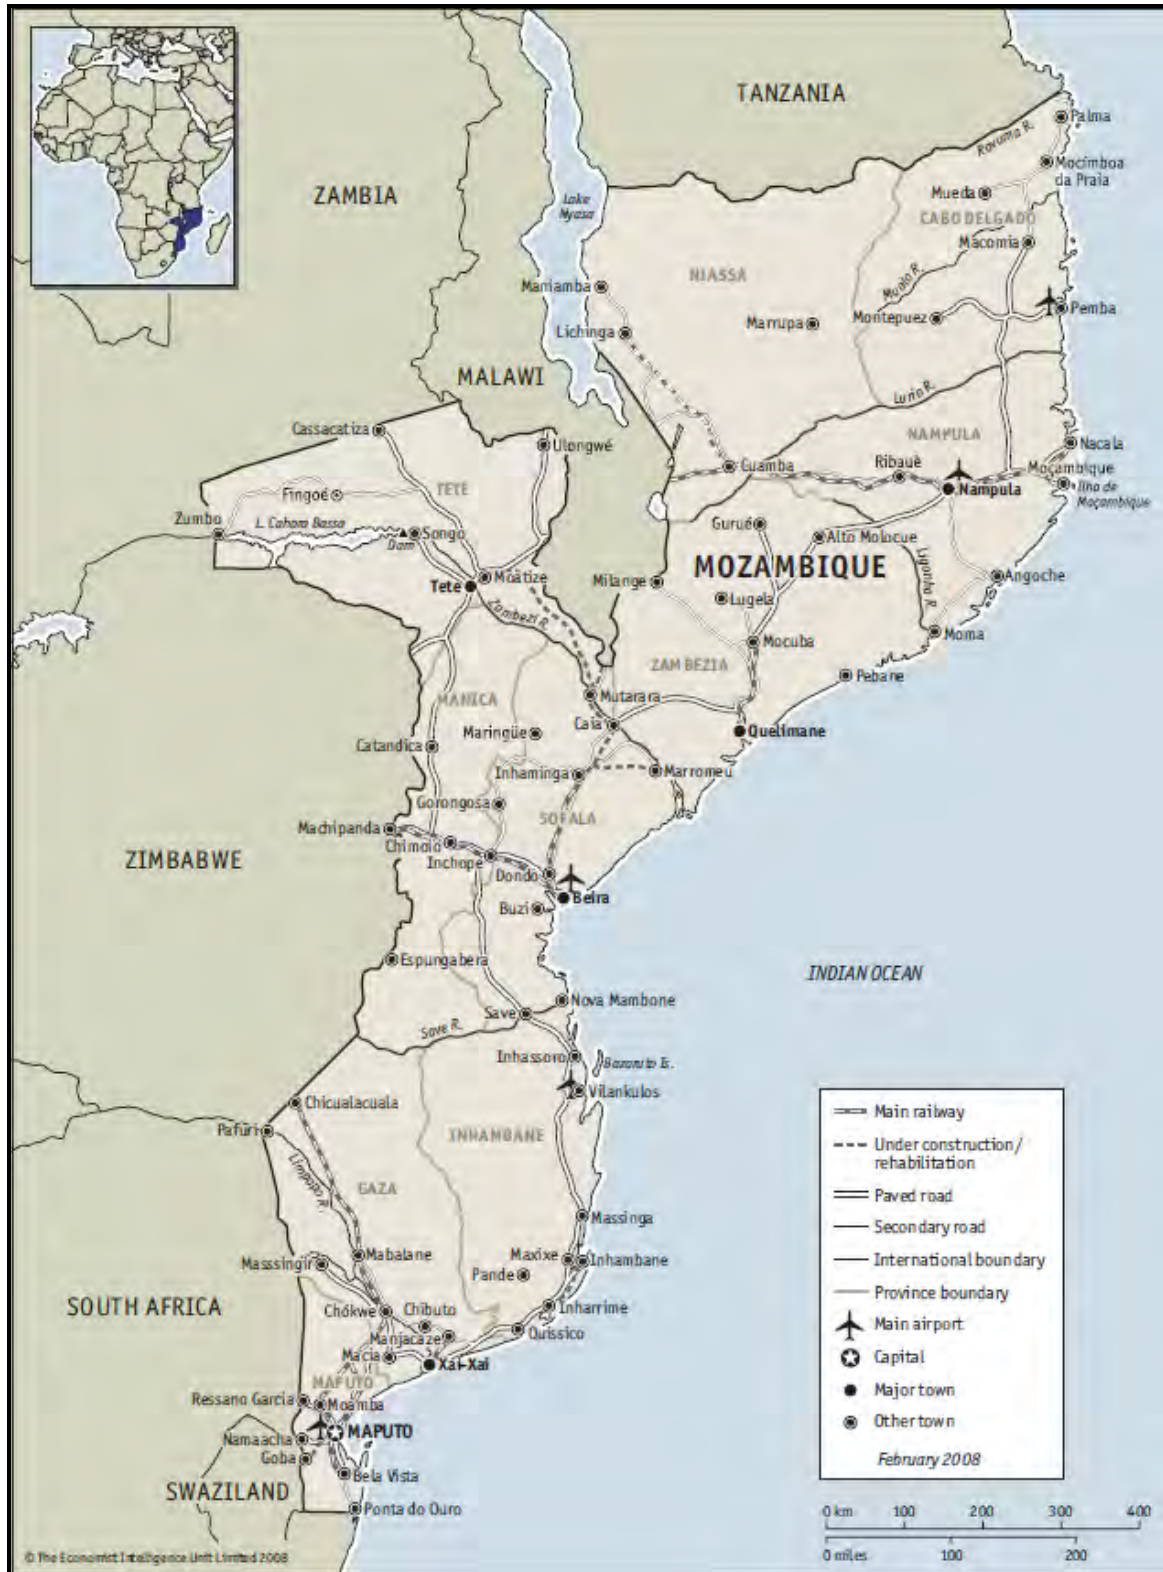 TANZANIA
Palma
Rovuma R.
Mocímboa
da Praia
ZAMBIA
Lake
Nyasa
Mueda
CABO DELGADO
Macomia
NIASSA
Mualo R.
Maniamba
Pemba
Lichinga
Marrupa
Montepuez
MALAWI
Lurio R.
Cassacatiza
Ulongwé
NAMPULA
Nacala
Cuamba
Ribauè
Moçambique
TETE
Fingoé
Nampula
Ilha de
Moçambique
Zumbo
L. Cahora Bassa
Songo
Dam
Gurué
Alto Molocue
MOZAMBIQUE
Ligonha R.
Moatize
Tete
Milange
Angoche
Lugela
Zambezi R.
Moma
Mocuba
ZAMBEZIA
Pebane
MANICA
Mutarara
Caia
Quelimane
Maringüe
Catandica
Inhaminga
Marromeu
Gorongosa
SOFALA
Machipanda
Chimoio
ZIMBABWE
Inchope
Dondo
Beira
Buzi
Espungabera
INDIAN OCEAN
Nova Mambone
Save
Save R.
Inhassoro
Bazaruto Is.
Vilankulos
Chicualacuala
Pafúri
INHAMBANE
Limpopo R.
GAZA
Massinga
Mabalane
Maxixe
Inhambane
Masssingir
Pande
SOUTH AFRICA
Chókwe
Chibuto
Inharrime
Manjacaze
Quissico
Macia
Xai-Xai
MAPUTO
Ressano Garcia
Moamba
MAPUTO
Namaacha
Goba
Bela Vista
SWAZILAND
Ponta do Ouro
Main railway
Under construction/
rehabilitation
Paved road
Secondary road
International boundary
Province boundary
Main airport
Capital
Major town
Other town
February 2008
0 km 100 200 300 400
0 miles 100 200
© The Economist Intelligence Unit Limited 2008